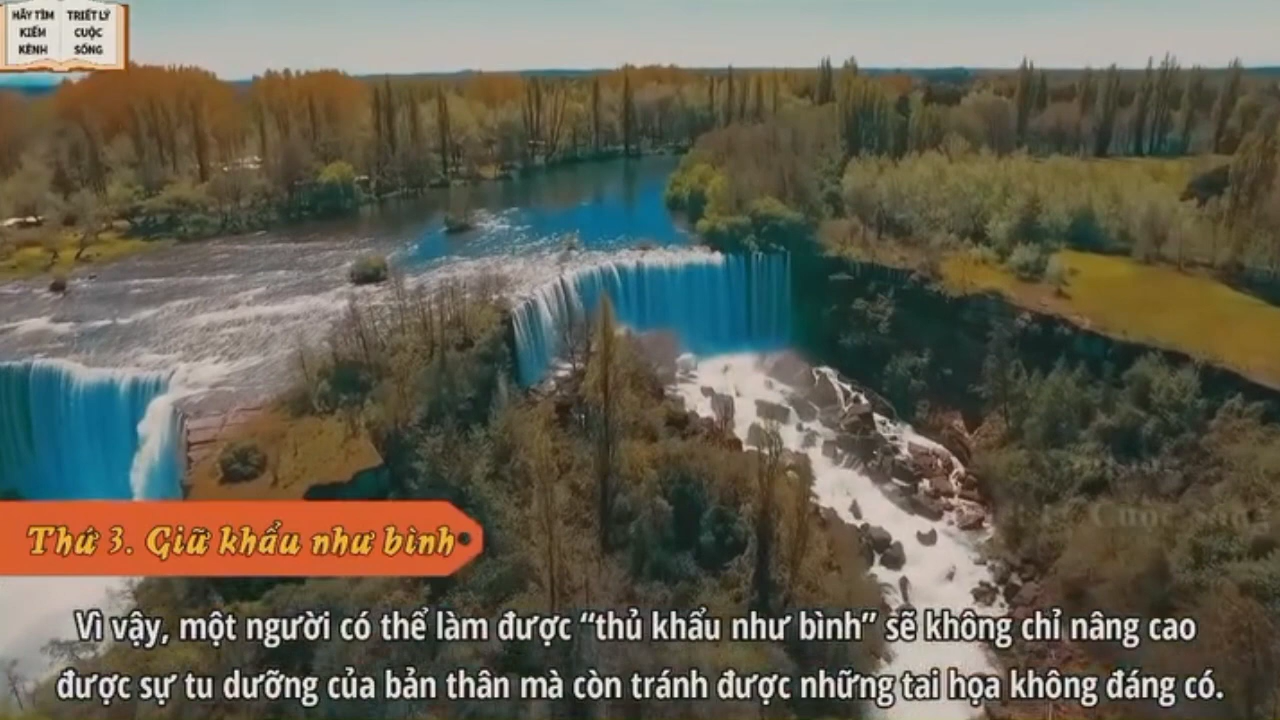 HÃY TÌM
KIẾM
KÊNH
TRIẾT LÝ
CUỘC
SỐNG
Cuộc Sống
Thứ 3. Giữ khẩu như bình
Vì vậy, một người có thể làm được “thủ khẩu như bình” sẽ không chỉ nâng cao
được sự tu dưỡng của bản thân mà còn tránh được những tai họa không đáng có.